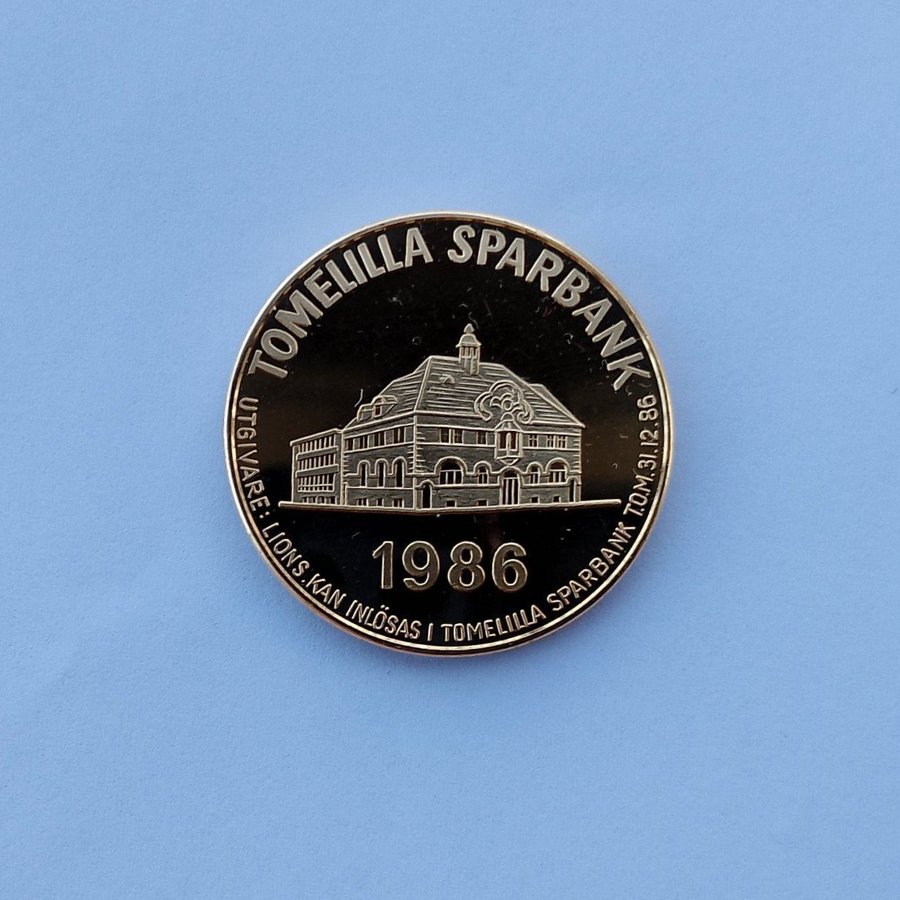 TOMELILLA SPARBANK
1986
UTGIVARE: LIONS. KAN INLÖSAS I TOMELILLA SPARBANK T.O.M. 31.12.86